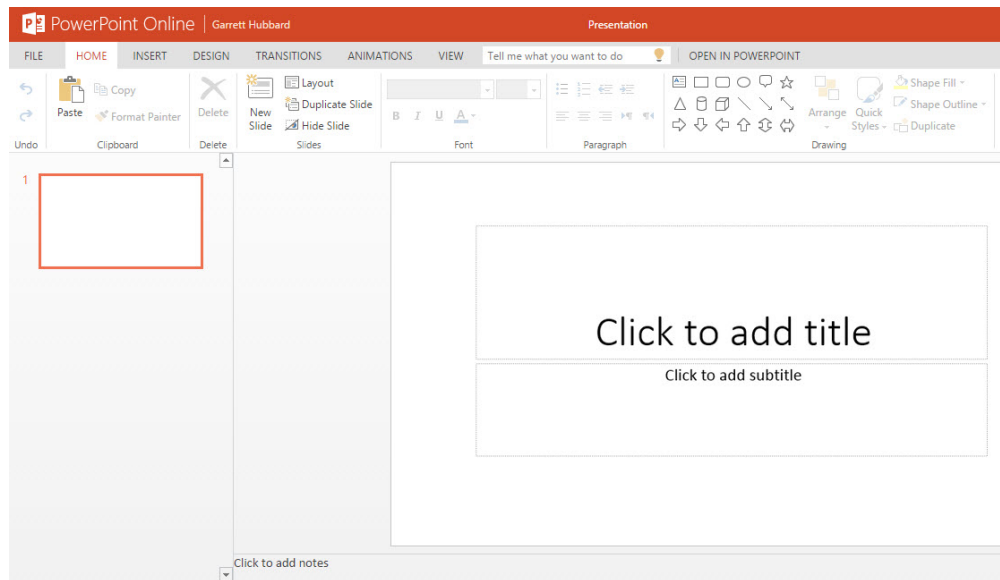 PowerPoint Online | Garrett Hubbard Presentation
FILE HOME INSERT DESIGN TRANSITIONS ANIMATIONS VIEW Tell me what you want to do OPEN IN POWERPOINT
Paste Copy Format Painter
Delete
New Slide Layout Duplicate Slide Hide Slide
B I U A
Arrange Quick Styles Shape Fill Shape Outline Duplicate
Undo Clipboard Delete Slides Font Paragraph Drawing
1
Click to add title
Click to add subtitle
Click to add notes